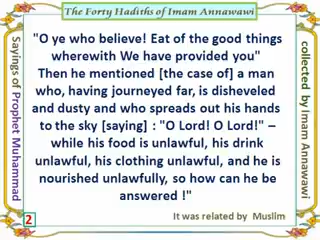 The Forty Hadiths of Imam Annawawi
Sayings of Prophet Muhammad
"O ye who believe! Eat of the good things
wherewith We have provided you"
Then he mentioned [the case of] a man
who, having journeyed far, is disheveled
and dusty and who spreads out his hands
to the sky [saying] : "O Lord! O Lord!" –
while his food is unlawful, his drink
unlawful, his clothing unlawful, and he is
nourished unlawfully, so how can he be
answered !"
collected by Imam Annawawi
2
It was related by Muslim